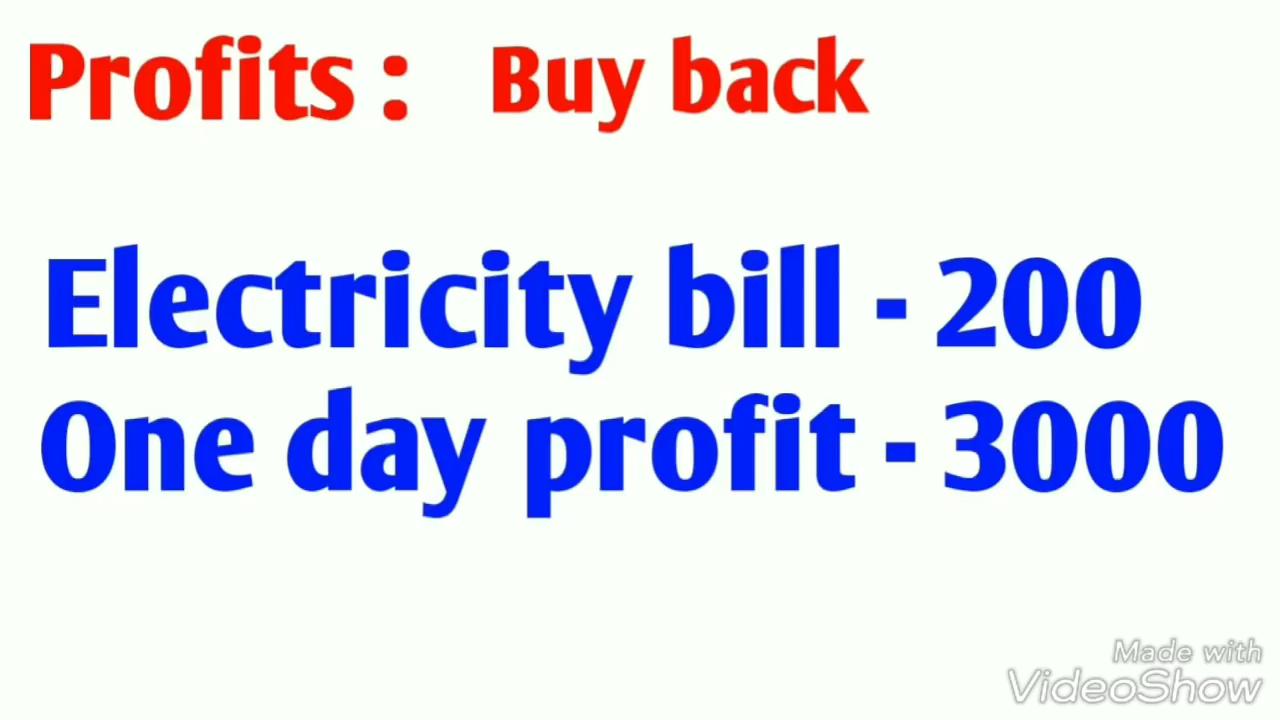 Profits : Buy back
Electricity bill - 200
One day profit - 3000
Made with
VideoShow